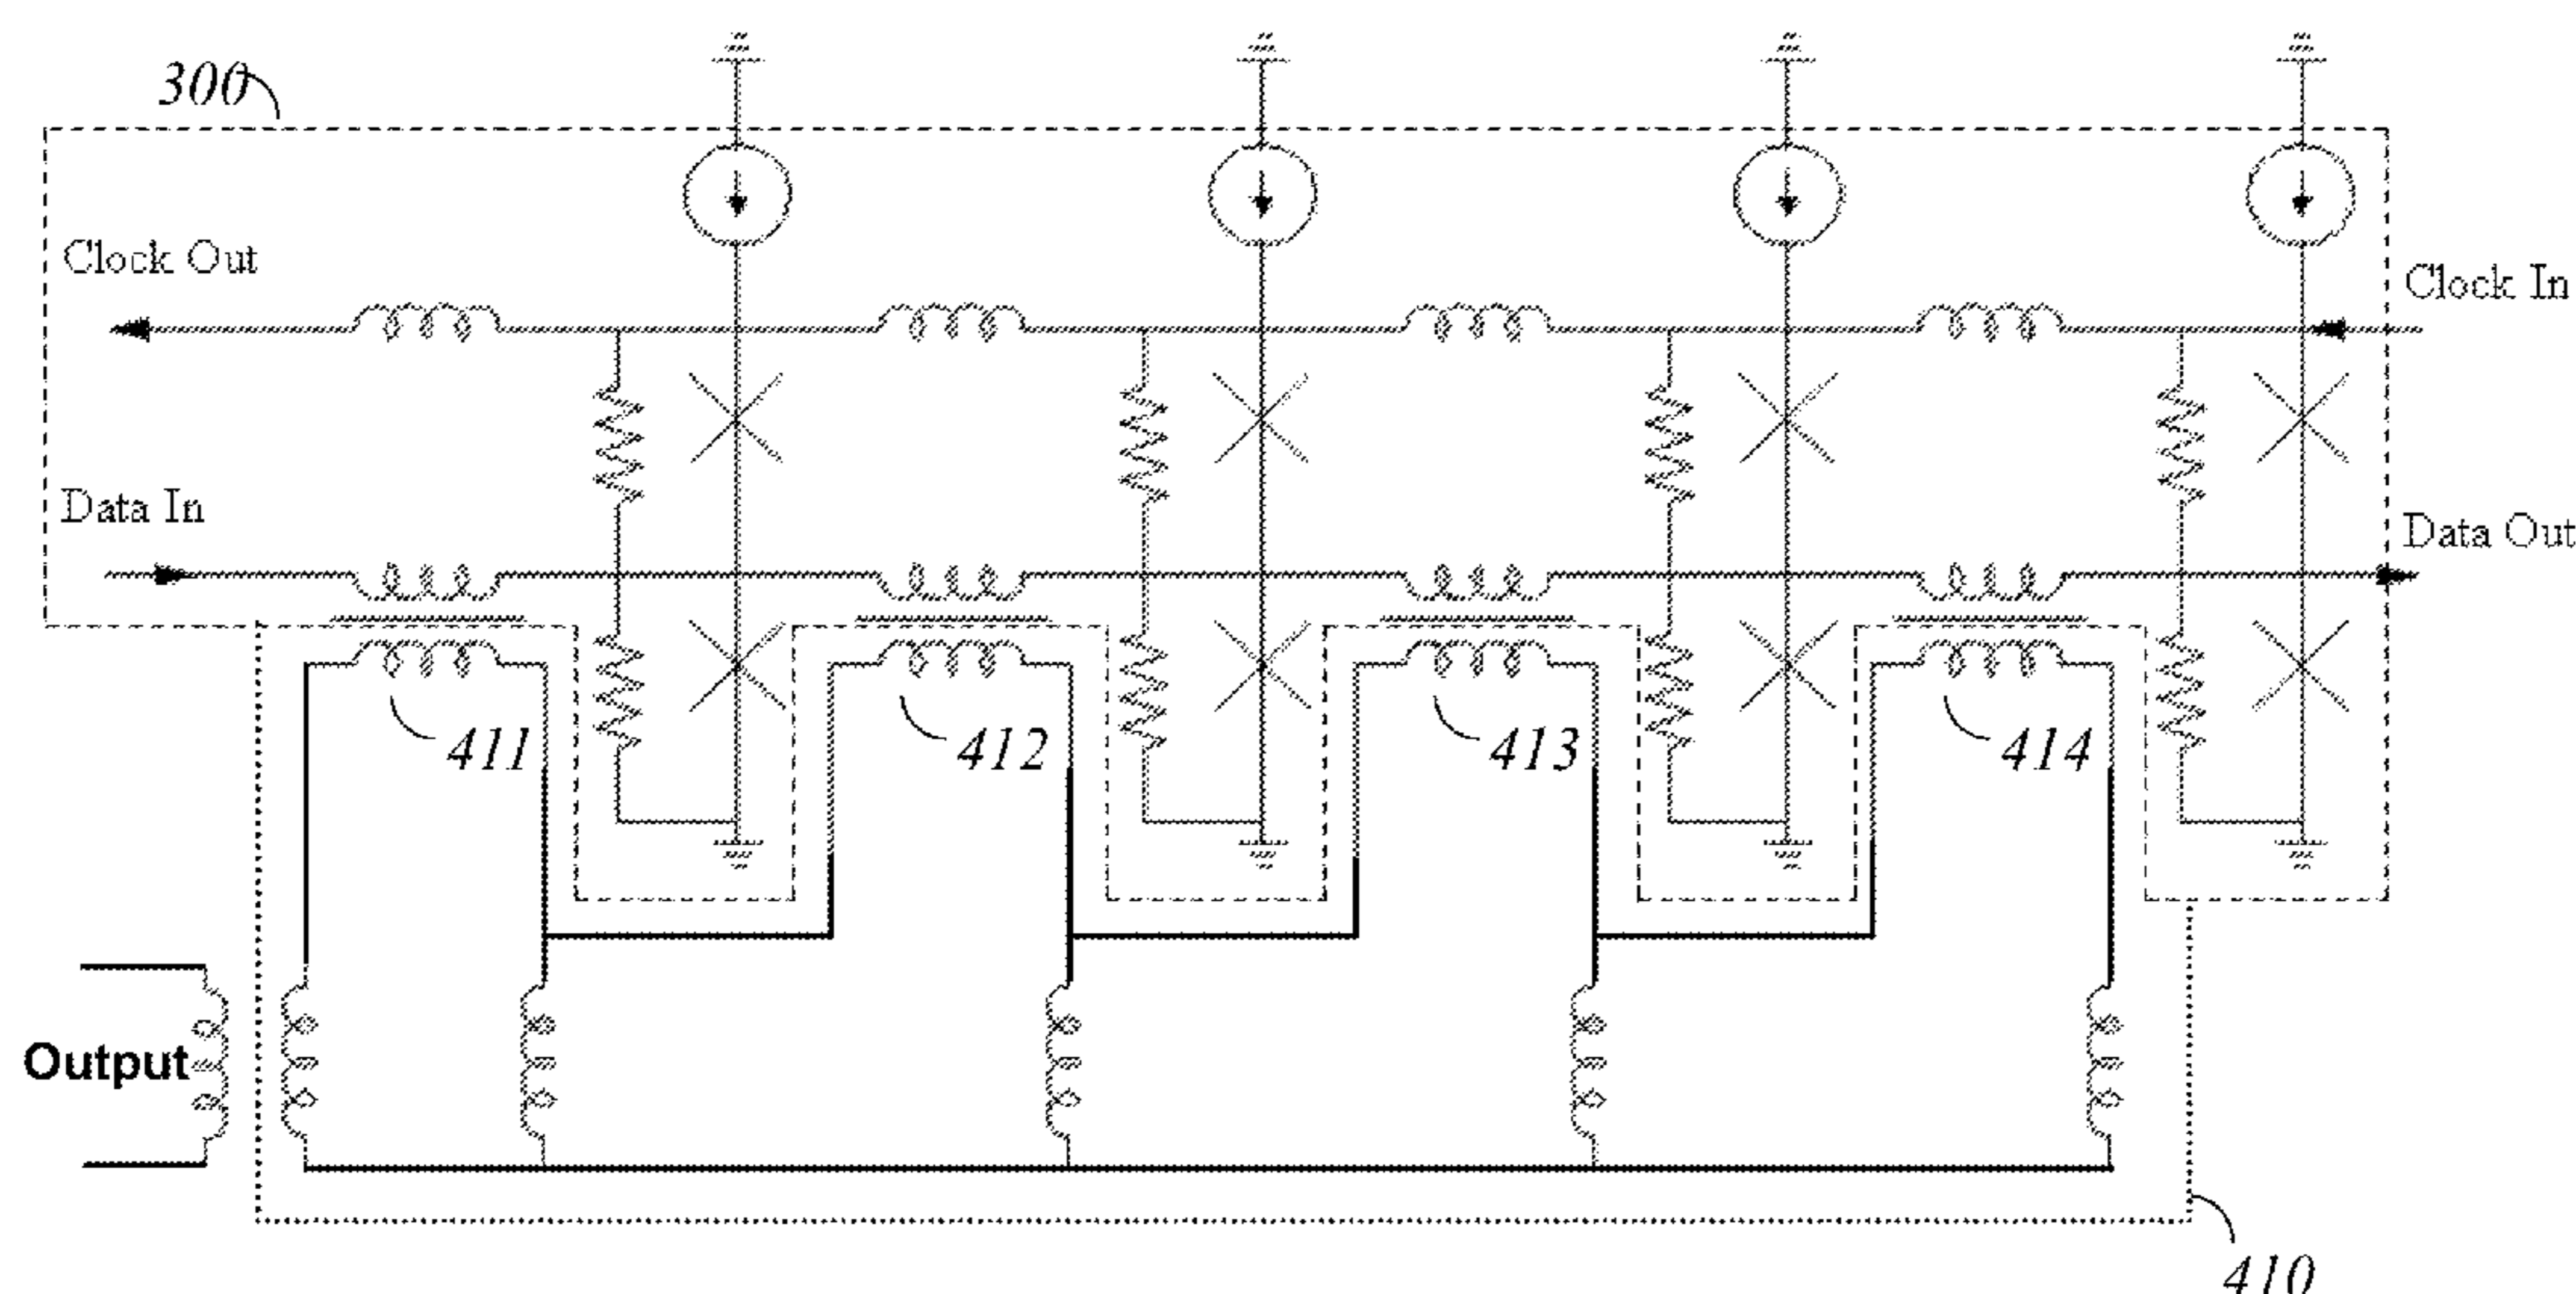 300
Clock Out
Clock In
Data In
Data Out
411
412
413
414
Output
410